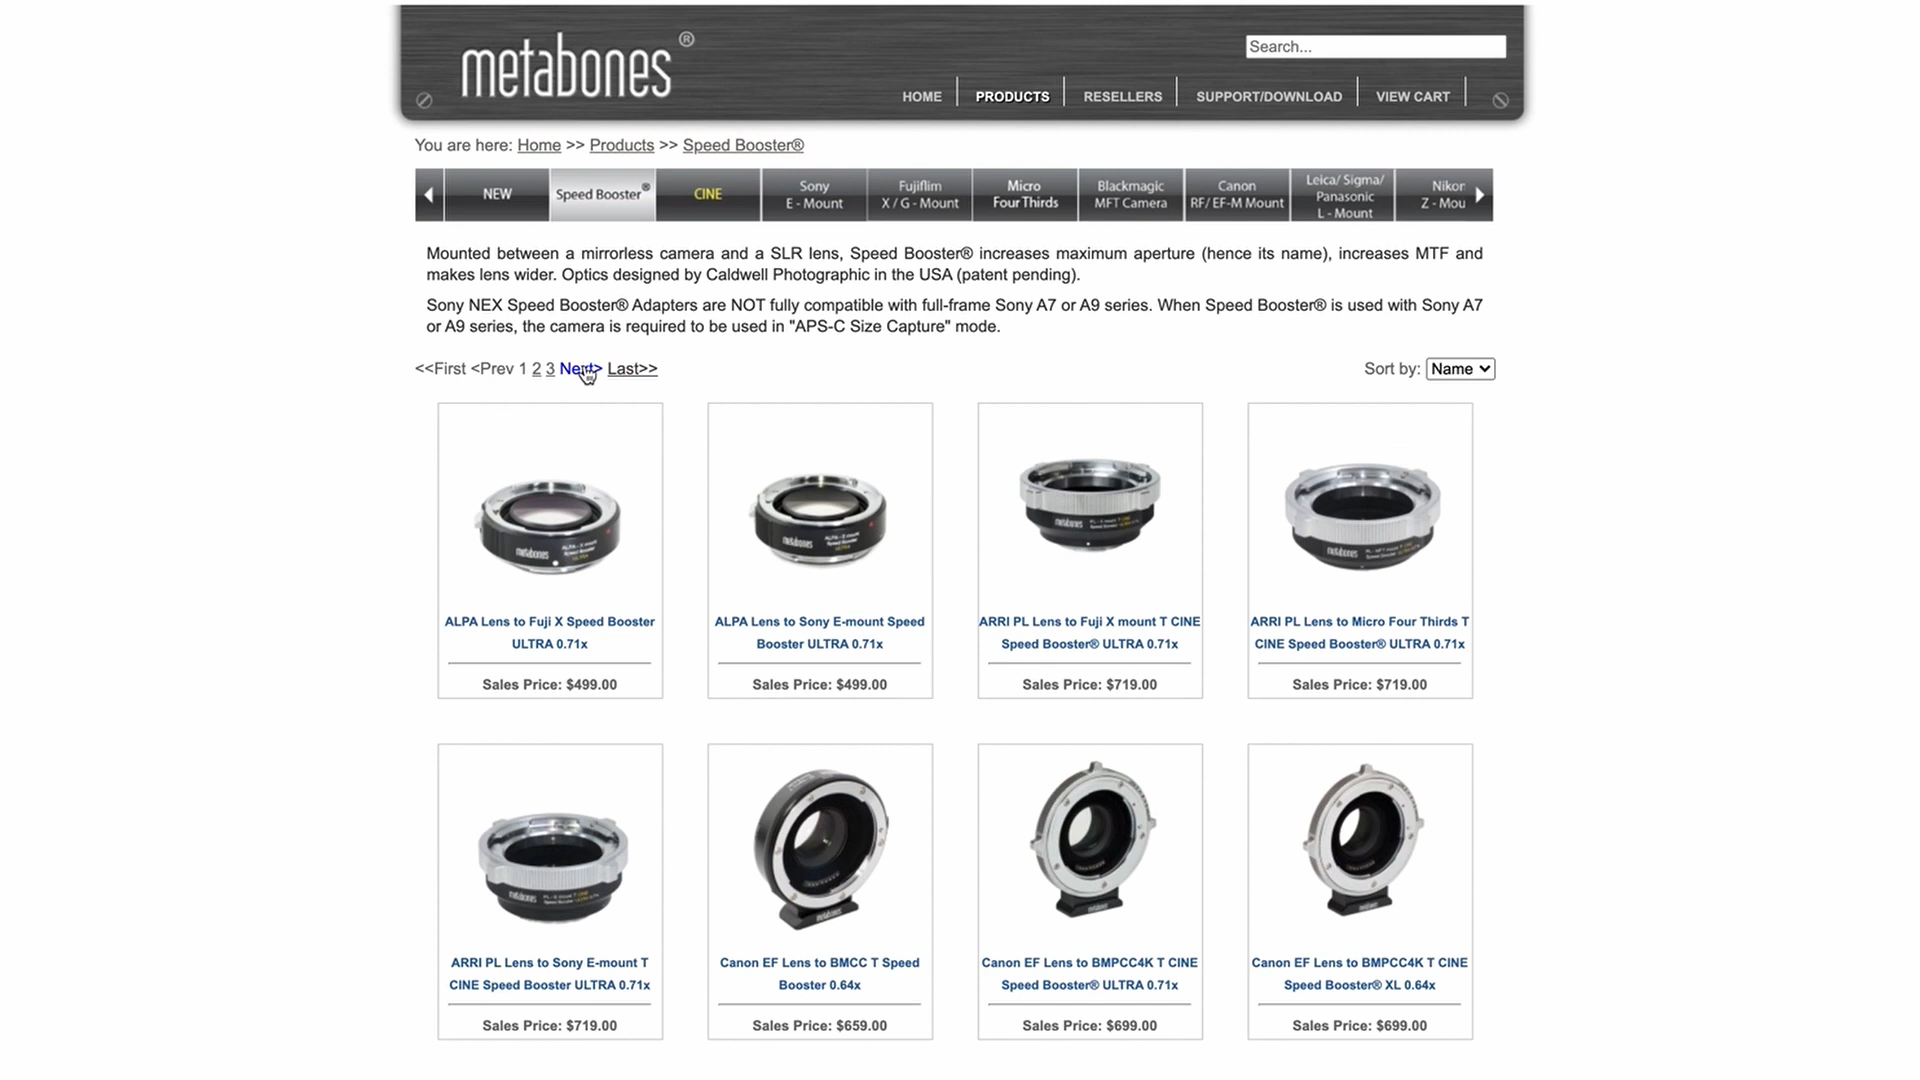 metabones®
Search...
HOME PRODUCTS RESELLERS SUPPORT/DOWNLOAD VIEW CART
You are here: Home >> Products >> Speed Booster®
NEW
Speed Booster®
CINE
Sony
E - Mount
Fujiflim
X / G - Mount
Micro
Four Thirds
Blackmagic
MFT Camera
Canon
RF/ EF-M Mount
Leica/ Sigma/
Panasonic
L - Mount
Nikor
Z - Mou
Mounted between a mirrorless camera and a SLR lens, Speed Booster® increases maximum aperture (hence its name), increases MTF and
makes lens wider. Optics designed by Caldwell Photographic in the USA (patent pending).
Sony NEX Speed Booster® Adapters are NOT fully compatible with full-frame Sony A7 or A9 series. When Speed Booster® is used with Sony A7
or A9 series, the camera is required to be used in "APS-C Size Capture" mode.
<<First <Prev 1 2 3 Next> Last>>
Sort by: Name
metabones
metabones
metabones
metabones
ALPA Lens to Fuji X Speed Booster
ULTRA 0.71x
Sales Price: $499.00
ALPA Lens to Sony E-mount Speed
Booster ULTRA 0.71x
Sales Price: $499.00
ARRI PL Lens to Fuji X mount T CINE
Speed Booster® ULTRA 0.71x
Sales Price: $719.00
ARRI PL Lens to Micro Four Thirds T
CINE Speed Booster® ULTRA 0.71x
Sales Price: $719.00
metabones
metabones
metabones
metabones
ARRI PL Lens to Sony E-mount T
CINE Speed Booster ULTRA 0.71x
Sales Price: $719.00
Canon EF Lens to BMCC T Speed
Booster 0.64x
Sales Price: $659.00
Canon EF Lens to BMPCC4K T CINE
Speed Booster® ULTRA 0.71x
Sales Price: $699.00
Canon EF Lens to BMPCC4K T CINE
Speed Booster® XL 0.64x
Sales Price: $699.00